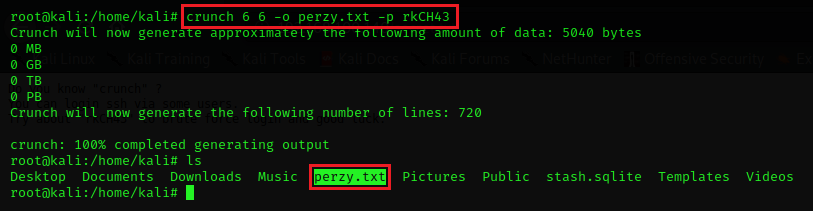 root@kali:/home/kali# crunch 6 6 -o perzy.txt -p rkCH43
Crunch will now generate approximately the following amount of data: 5040 bytes
0 MB
0 GB
0 TB
0 PB
Crunch will now generate the following number of lines: 720
crunch: 100% completed generating output
root@kali:/home/kali# ls
Desktop Documents Downloads Music perzy.txt Pictures Public stash.sqlite Templates Videos
root@kali:/home/kali#